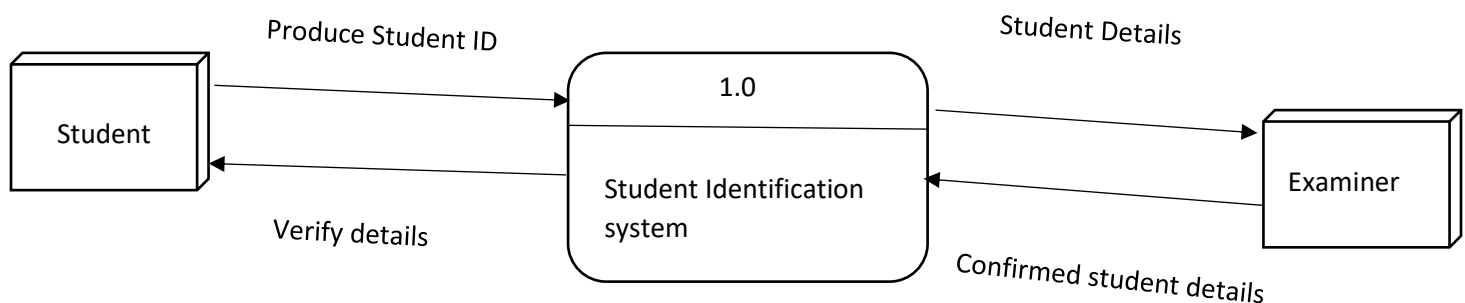 Produce Student ID
Student Details
1.0
Student
Student Identification
system
Examiner
Verify details
Confirmed student details